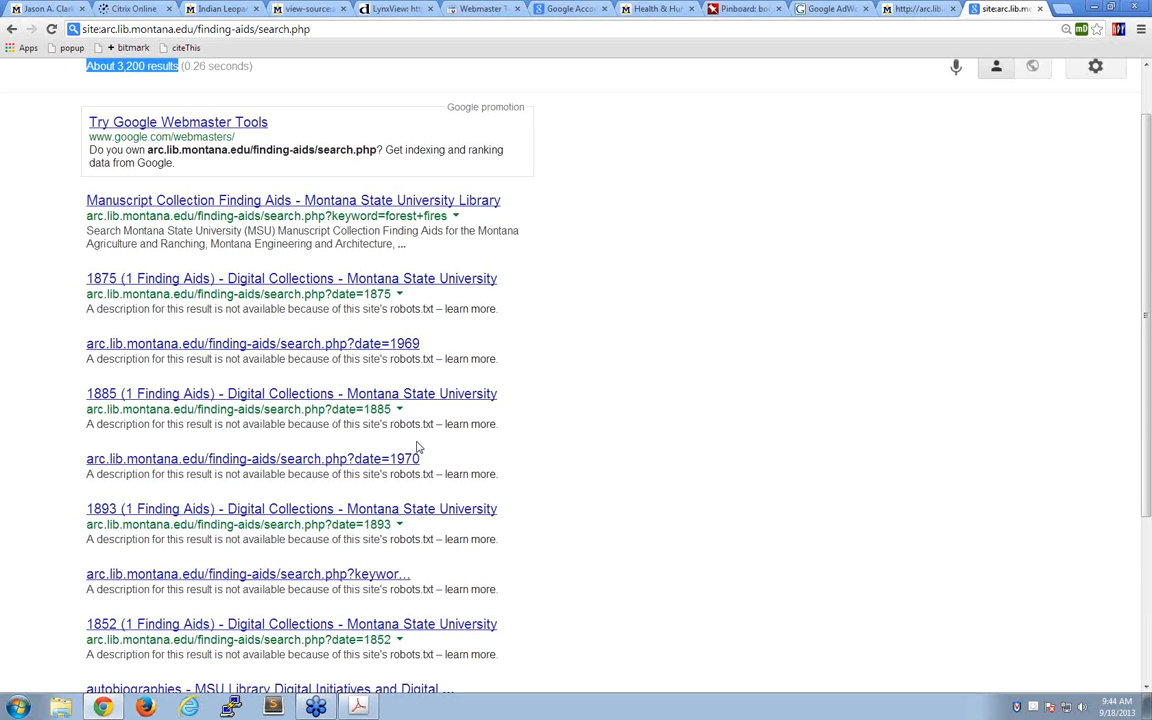 Jason A. Clark
Citrix Online
Indian Leopar
view-source:a
LynxView: http
Webmaster T
Google Accou
Health & Hu
Pinboard: bo
Google AdWo
http://arc.lib.
site:arc.lib.mo
site:arc.lib.montana.edu/finding-aids/search.php
Apps
popup
+ bitmark
citeThis
About 3,200 results (0.26 seconds)
Google promotion
Try Google Webmaster Tools
www.google.com/webmasters/
Do you own arc.lib.montana.edu/finding-aids/search.php? Get indexing and ranking
data from Google.
Manuscript Collection Finding Aids - Montana State University Library
arc.lib.montana.edu/finding-aids/search.php?keyword=forest+fires
Search Montana State University (MSU) Manuscript Collection Finding Aids for the Montana
Agriculture and Ranching, Montana Engineering and Architecture, ...
1875 (1 Finding Aids) - Digital Collections - Montana State University
arc.lib.montana.edu/finding-aids/search.php?date=1875
A description for this result is not available because of this site's robots.txt – learn more.
arc.lib.montana.edu/finding-aids/search.php?date=1969
A description for this result is not available because of this site's robots.txt – learn more.
1885 (1 Finding Aids) - Digital Collections - Montana State University
arc.lib.montana.edu/finding-aids/search.php?date=1885
A description for this result is not available because of this site's robots.txt – learn more.
arc.lib.montana.edu/finding-aids/search.php?date=1970
A description for this result is not available because of this site's robots.txt – learn more.
1893 (1 Finding Aids) - Digital Collections - Montana State University
arc.lib.montana.edu/finding-aids/search.php?date=1893
A description for this result is not available because of this site's robots.txt – learn more.
arc.lib.montana.edu/finding-aids/search.php?keywor...
A description for this result is not available because of this site's robots.txt – learn more.
1852 (1 Finding Aids) - Digital Collections - Montana State University
arc.lib.montana.edu/finding-aids/search.php?date=1852
A description for this result is not available because of this site's robots.txt – learn more.
autobiographies - MSU Library Digital Initiatives and Digital ...
9:44 AM
9/18/2013